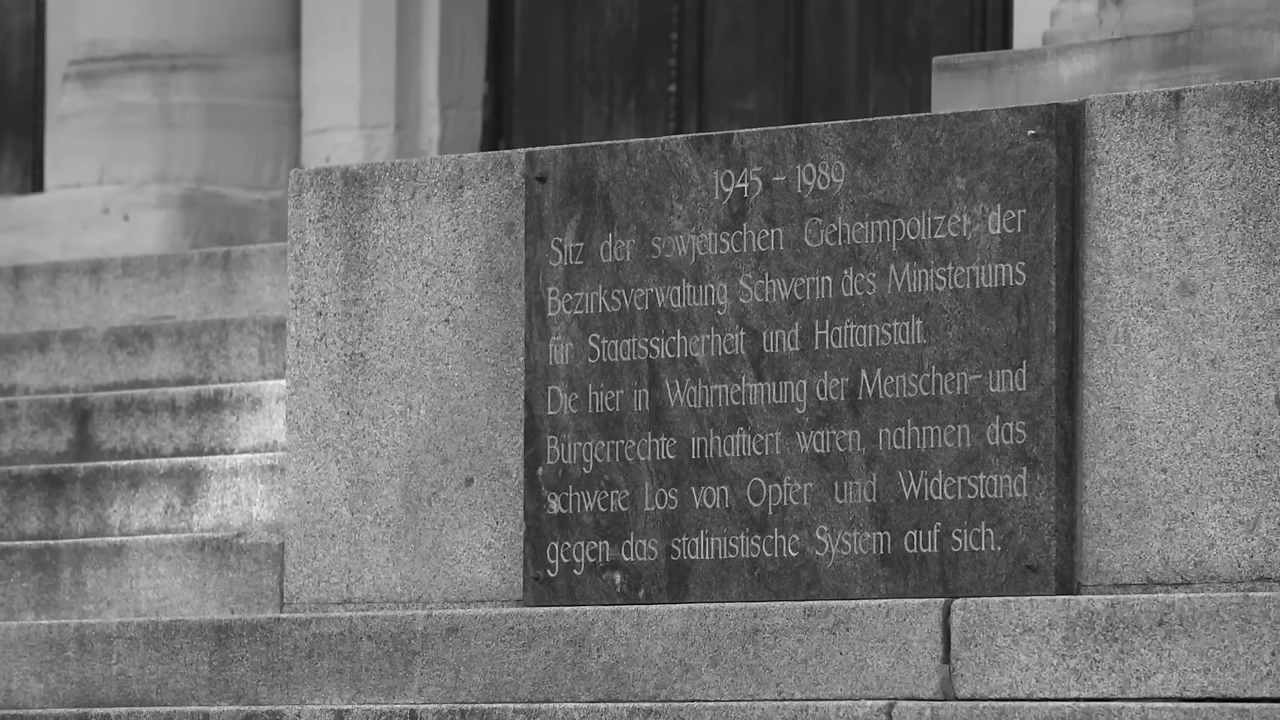 1945 - 1989
Sitz der sowjetischen Geheimpolizei, der
Bezirksverwaltung Schwerin des Ministeriums
für Staatssicherheit und Haftanstalt.
Die hier in Wahrnehmung der Menschen- und
Bürgerrechte inhaftiert waren, nahmen das
schwere Los von Opfer und Widerstand
gegen das stalinistische System auf sich.